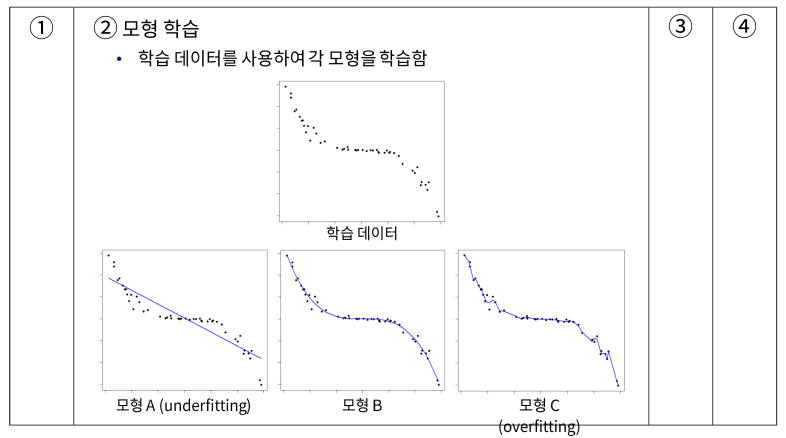 ①
② 모형 학습
• 학습 데이터를 사용하여 각 모형을 학습함
학습 데이터
모형 A (underfitting)
모형 B
모형 C
(overfitting)
③
④